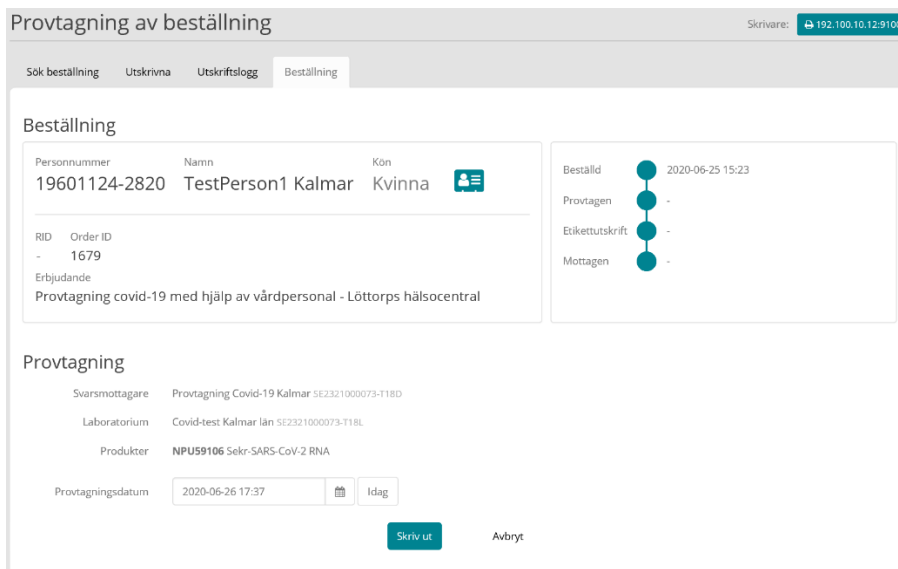 Provtagning av beställning
Skrivare: 192.100.10.12:9100
Sök beställning Utskrivna Utskriftslogg Beställning
Beställning
Personnummer Namn Kön
19601124-2820 TestPerson1 Kalmar Kvinna
RID Order ID
- 1679
Erbjudande
Provtagning covid-19 med hjälp av vårdpersonal - Löttorps hälsocentral
Beställd 2020-06-25 15:23
Provtagen -
Etikettutskrift -
Mottagen -
Provtagning
Svarsmottagare Provtagning Covid-19 Kalmar SE2321000073-T18D
Laboratorium Covid-test Kalmar län SE2321000073-T18L
Produkter NPU59106 Sekr-SARS-CoV-2 RNA
Provtagningsdatum 2020-06-26 17:37 Idag
Skriv ut Avbryt